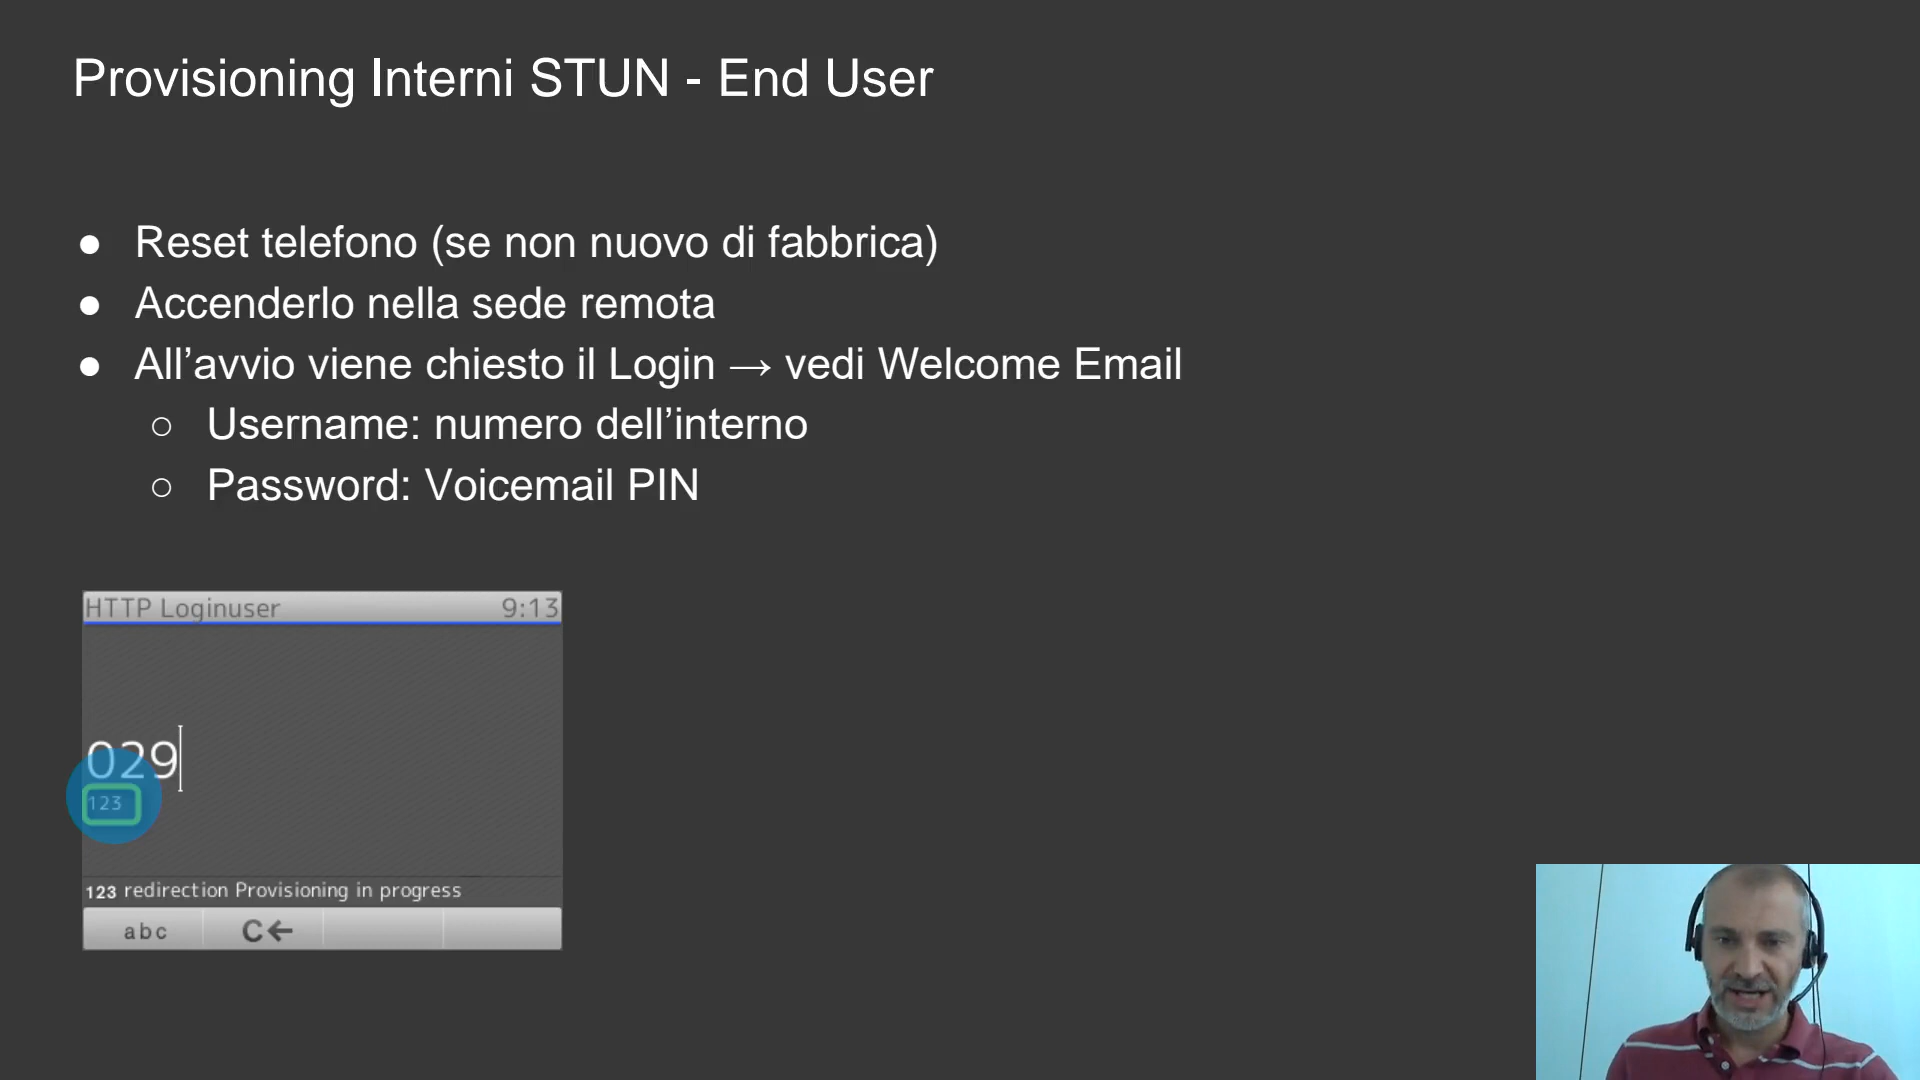 Provisioning Interni STUN - End User
● Reset telefono (se non nuovo di fabbrica)
● Accenderlo nella sede remota
● All’avvio viene chiesto il Login → vedi Welcome Email
○ Username: numero dell’interno
○ Password: Voicemail PIN
HTTP Loginuser 9:13
029
123
123 redirection Provisioning in progress
abc C←